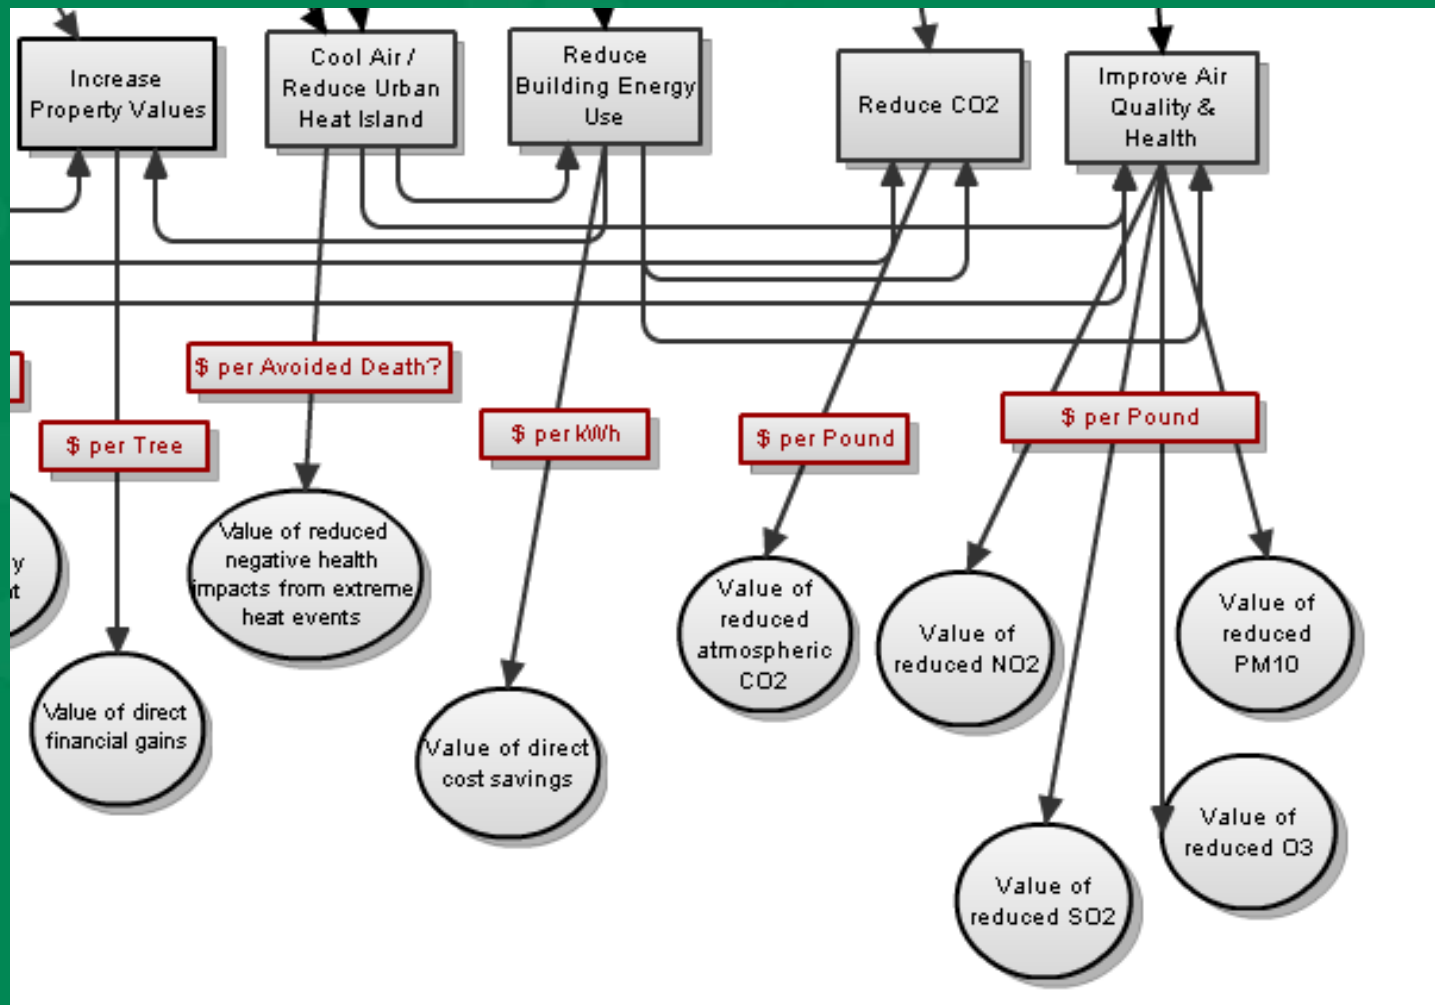 Increase
Property Values
Cool Air /
Reduce Urban
Heat Island
Reduce
Building Energy
Use
Reduce CO2
Improve Air
Quality &
Health
$ per Avoided Death?
$ per Tree
$ per kWh
$ per Pound
$ per Pound
y
t
Value of reduced
negative health
impacts from extreme
heat events
Value of direct
financial gains
Value of direct
cost savings
Value of
reduced
atmospheric
CO2
Value of
reduced NO2
Value of
reduced
PM10
Value of
reduced O3
Value of
reduced SO2